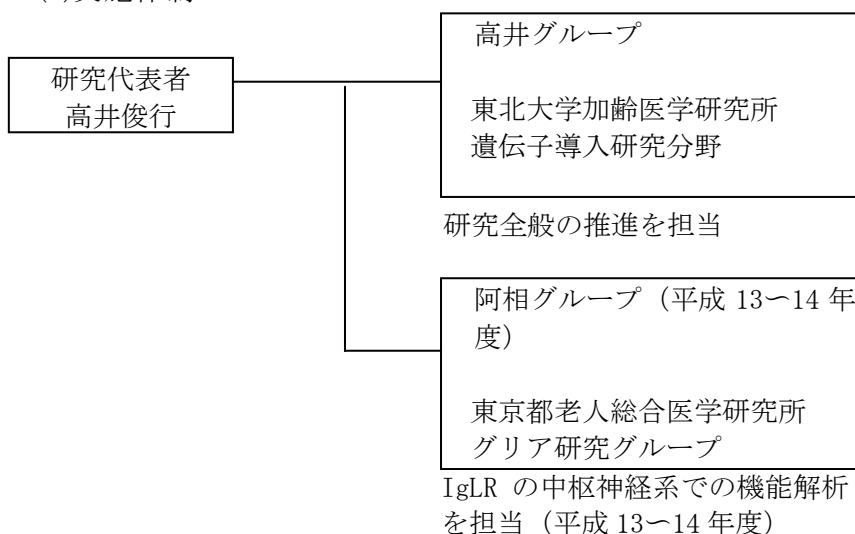 研究代表者
高井俊行
高井グループ
東北大学加齢医学研究所
遺伝子導入研究分野
研究全般の推進を担当
阿相グループ（平成 13〜14 年
度）
東京都老人総合医学研究所
グリア研究グループ
IgLR の中枢神経系での機能解析
を担当（平成 13〜14 年度）